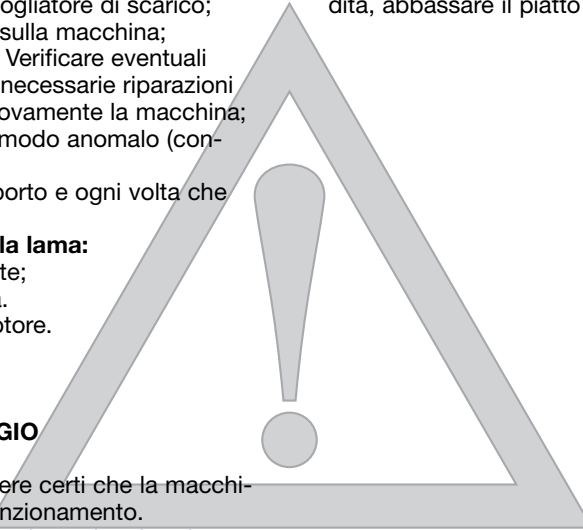 ogliatore di scarico;
sulla macchina;
Verificare eventuali
necessarie riparazioni
ovamente la macchina;
modo anomalo (con-
porto e ogni volta che
la lama:
te;
.
otore.
GIO
ere certi che la macchi-
nzionamento.
dita, abbassare il piatto